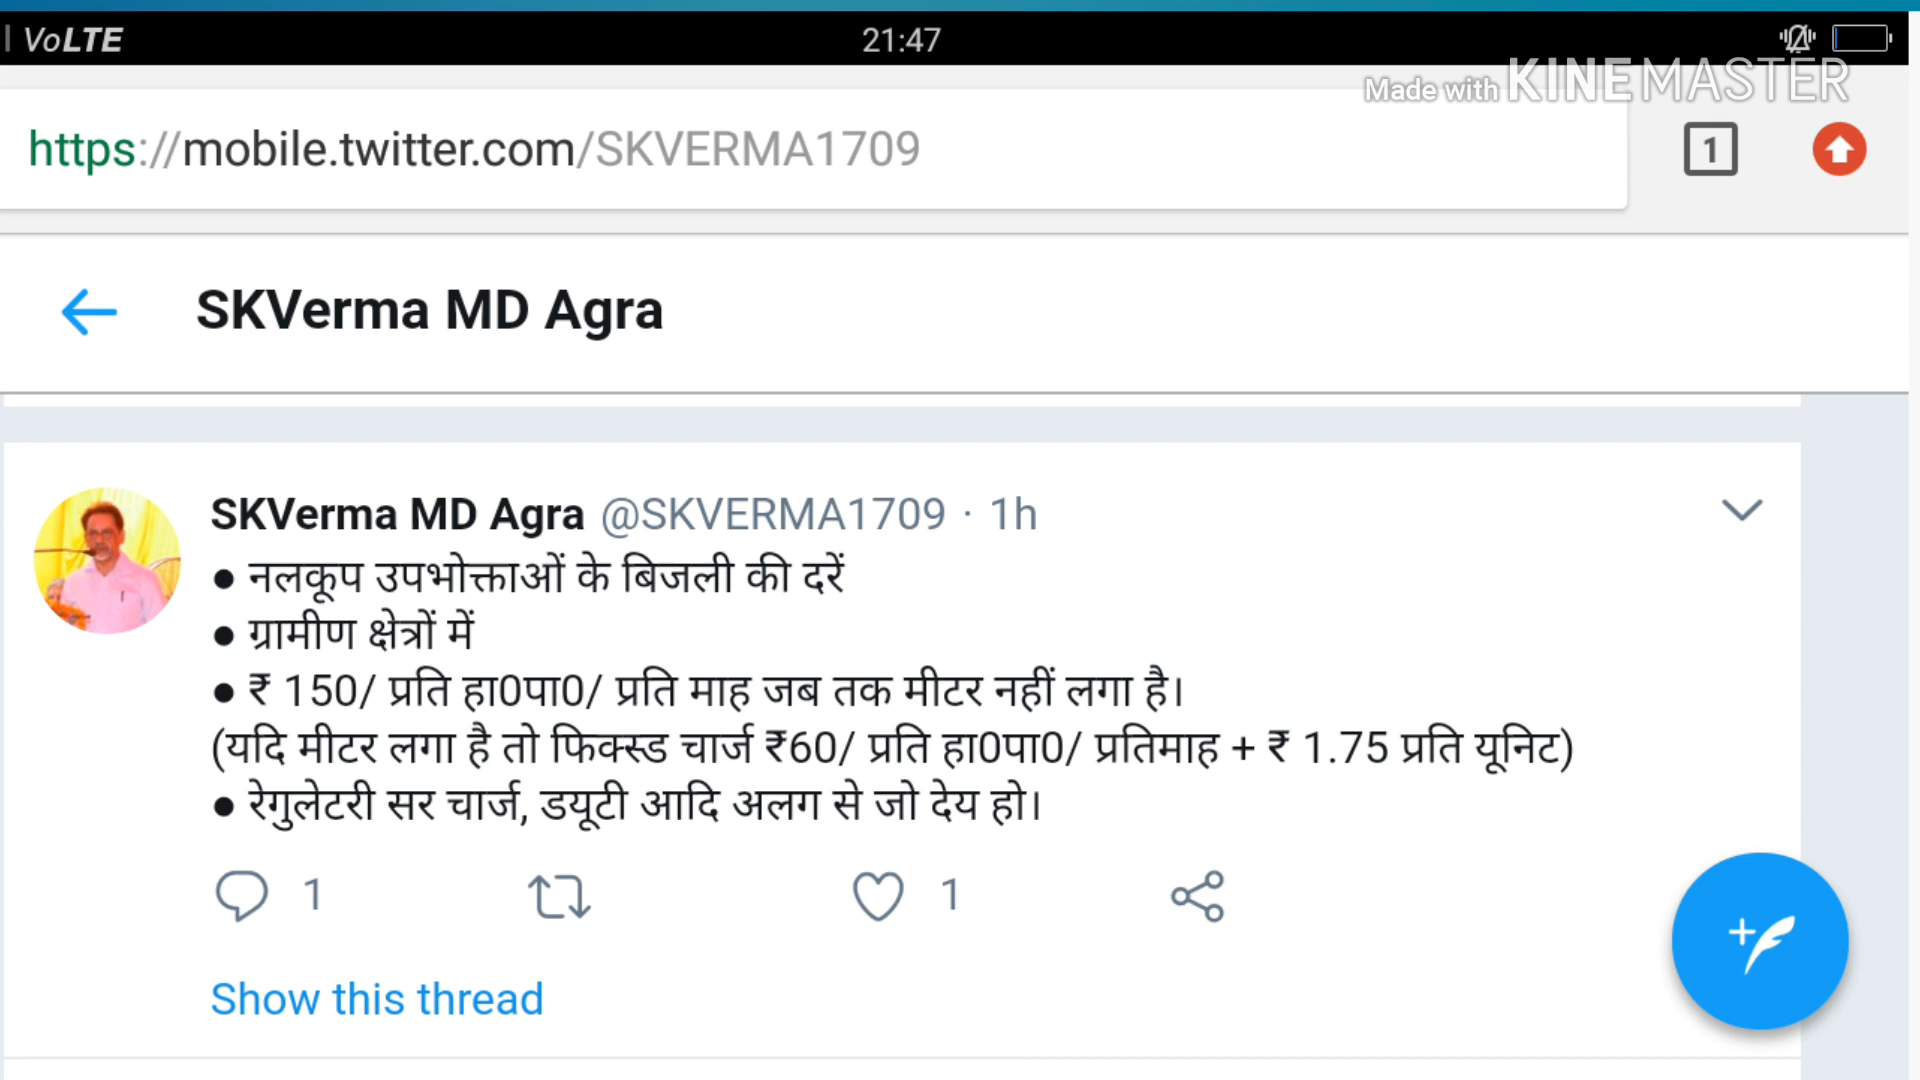 VoLTE 21:47
Made with KINEMASTER
https://mobile.twitter.com/SKVERMA1709 1
SKVerma MD Agra
SKVerma MD Agra @SKVERMA1709 · 1h
● नलकूप उपभोक्ताओं के बिजली की दरें
● ग्रामीण क्षेत्रों में
● ₹ 150/ प्रति हा0पा0/ प्रति माह जब तक मीटर नहीं लगा है।
(यदि मीटर लगा है तो फिक्स्ड चार्ज ₹60/ प्रति हा0पा0/ प्रतिमाह + ₹ 1.75 प्रति यूनिट)
● रेगुलेटरी सर चार्ज, डयूटी आदि अलग से जो देय हो।
1 1
Show this thread